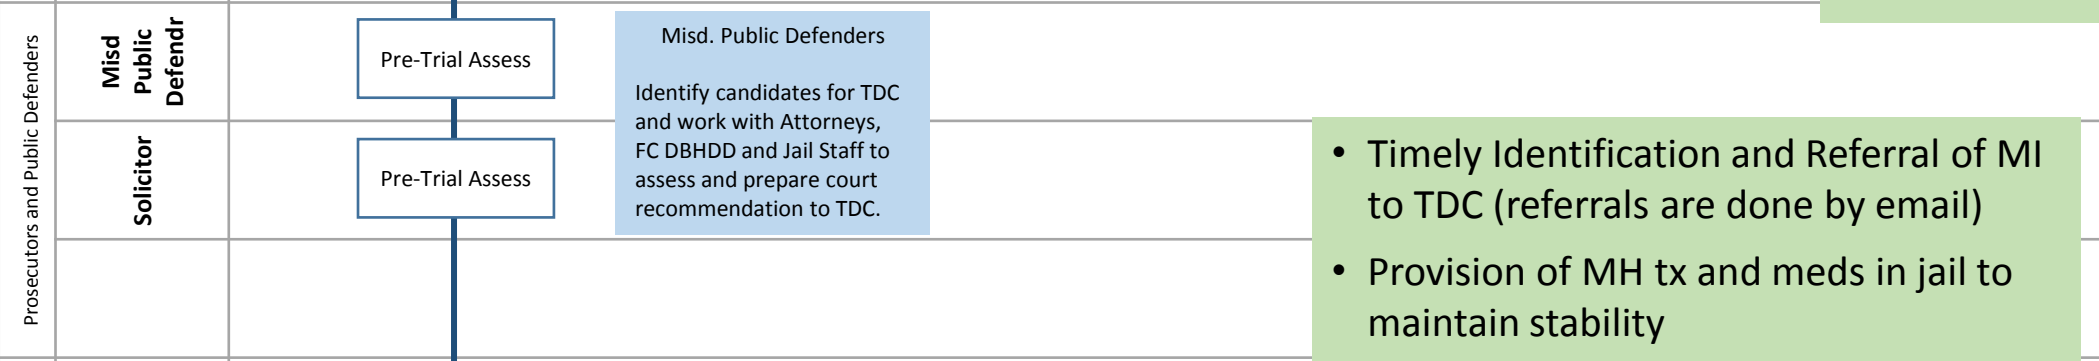 Prosecutors and Public Defenders
Misd
Public
Defendr
Pre-Trial Assess
Misd. Public Defenders
Identify candidates for TDC
and work with Attorneys,
FC DBHDD and Jail Staff to
assess and prepare court
recommendation to TDC.
Solicitor
Pre-Trial Assess
• Timely Identification and Referral of MI
to TDC (referrals are done by email)
• Provision of MH tx and meds in jail to
maintain stability